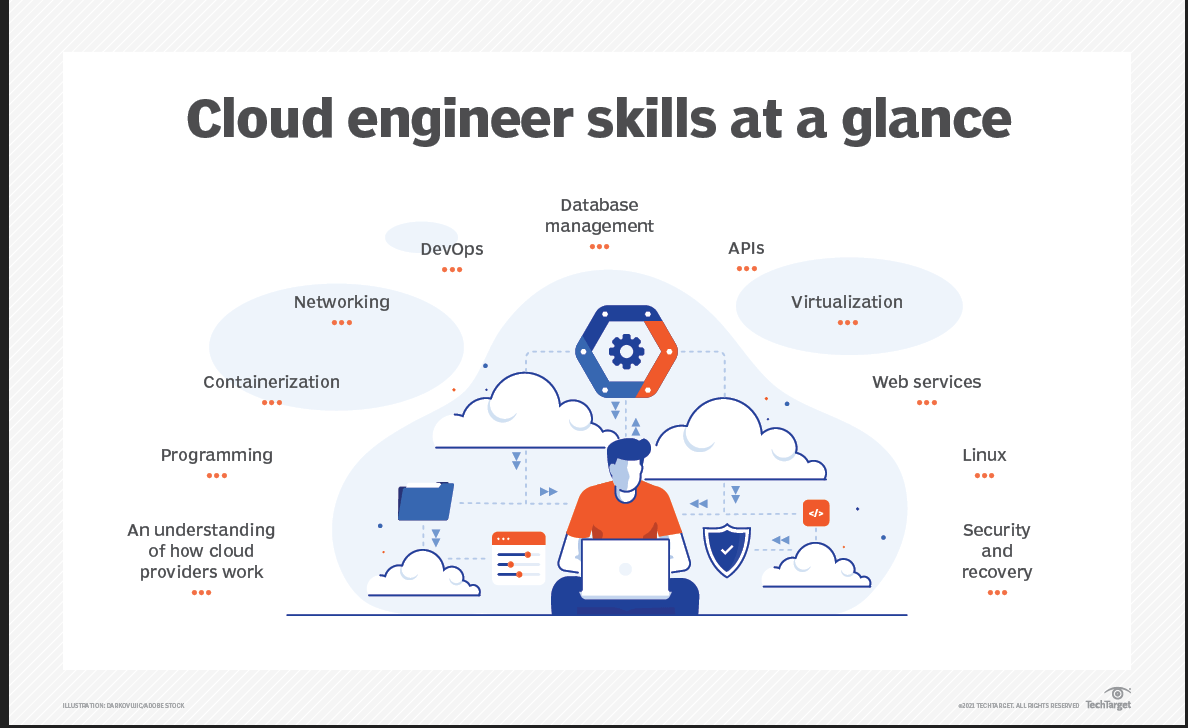 Cloud engineer skills at a glance
Database
management
DevOps
APIs
Networking
Virtualization
Containerization
Web services
Programming
Linux
An understanding
of how cloud
providers work
Security
and
recovery
</>
ILLUSTRATION: DARKOVUJIC/ADOBE STOCK
©2021 TECHTARGET. ALL RIGHTS RESERVED
TechTarget